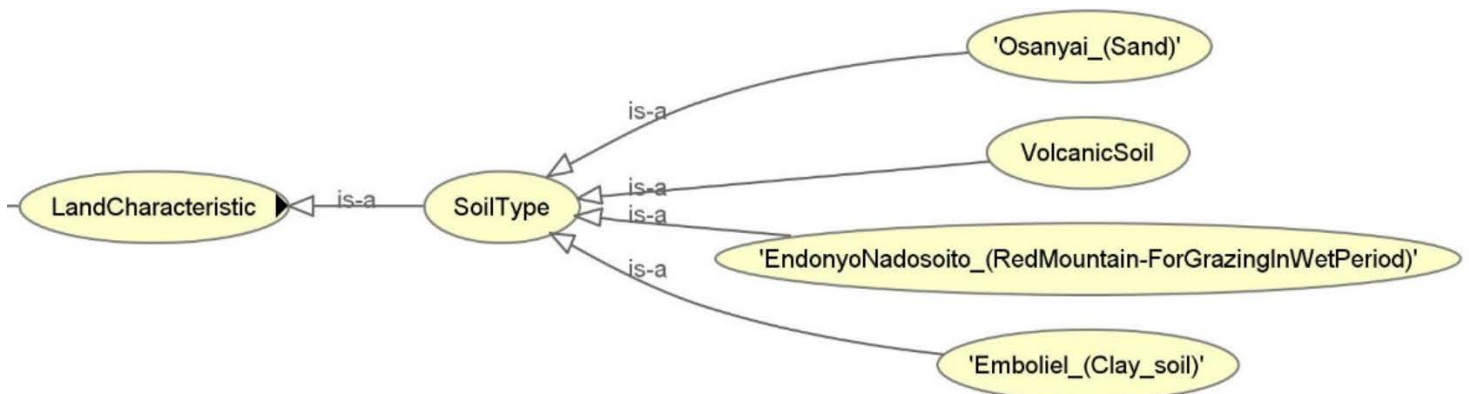 'Osanyai_(Sand)'
is-a
VolcanicSoil
is-a
LandCharacteristic
is-a
SoilType
is-a
'EndonyoNadosoito_(RedMountain-ForGrazingInWetPeriod)'
is-a
'Emboliel_(Clay_soil)'